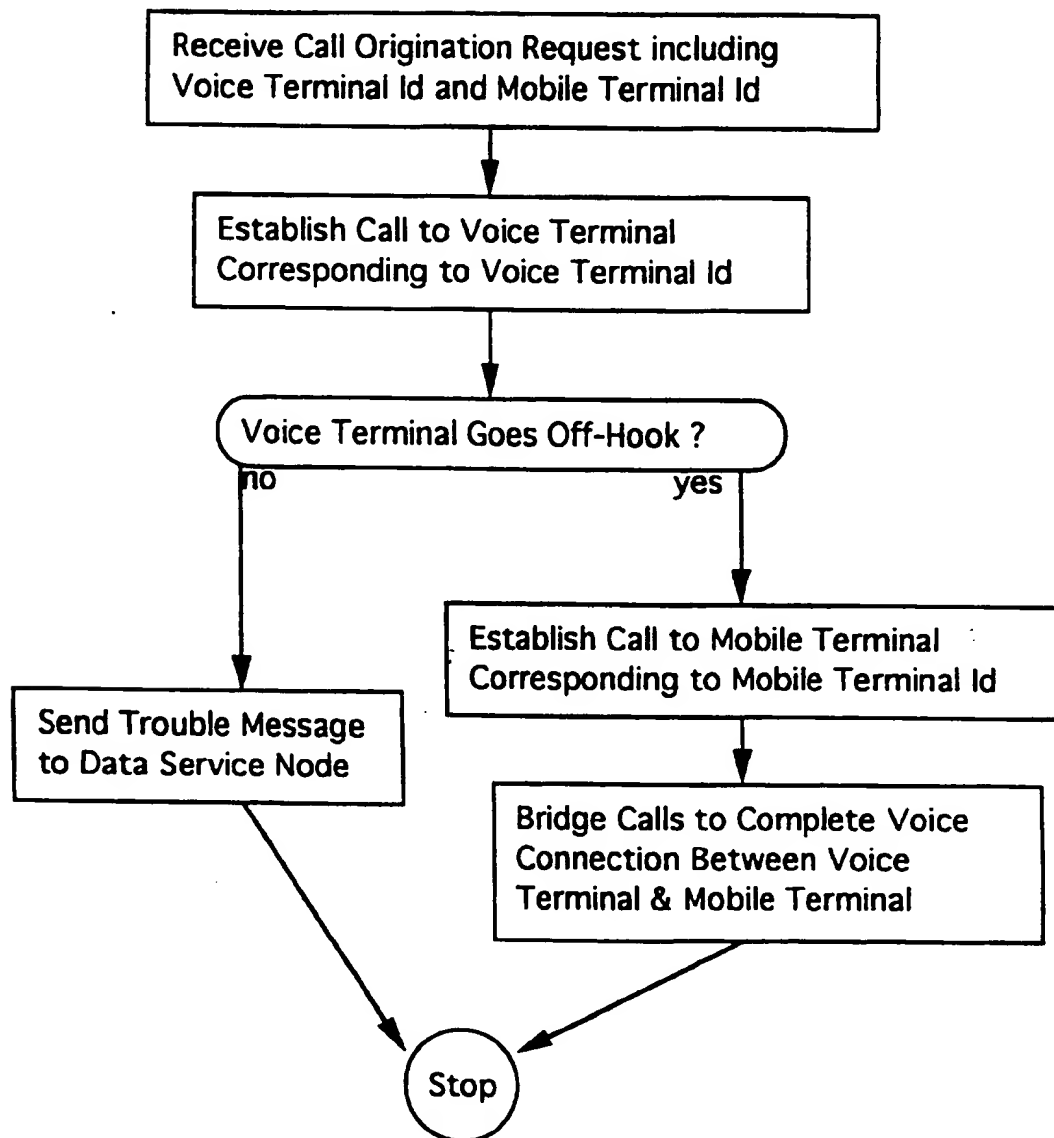 Receive Call Origination Request including
Voice Terminal Id and Mobile Terminal Id
Establish Call to Voice Terminal
Corresponding to Voice Terminal Id
Voice Terminal Goes Off-Hook ?
no
yes
Establish Call to Mobile Terminal
Corresponding to Mobile Terminal Id
Send Trouble Message
to Data Service Node
Bridge Calls to Complete Voice
Connection Between Voice
Terminal & Mobile Terminal
Stop